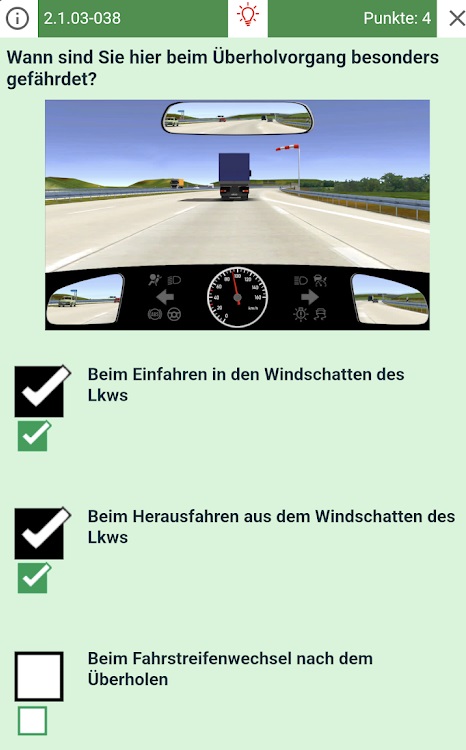 2.1.03-038
Punkte: 4
Wann sind Sie hier beim Überholvorgang besonders
gefährdet?
Beim Einfahren in den Windschatten des
Lkws
Beim Herausfahren aus dem Windschatten des
Lkws
Beim Fahrstreifenwechsel nach dem
Überholen